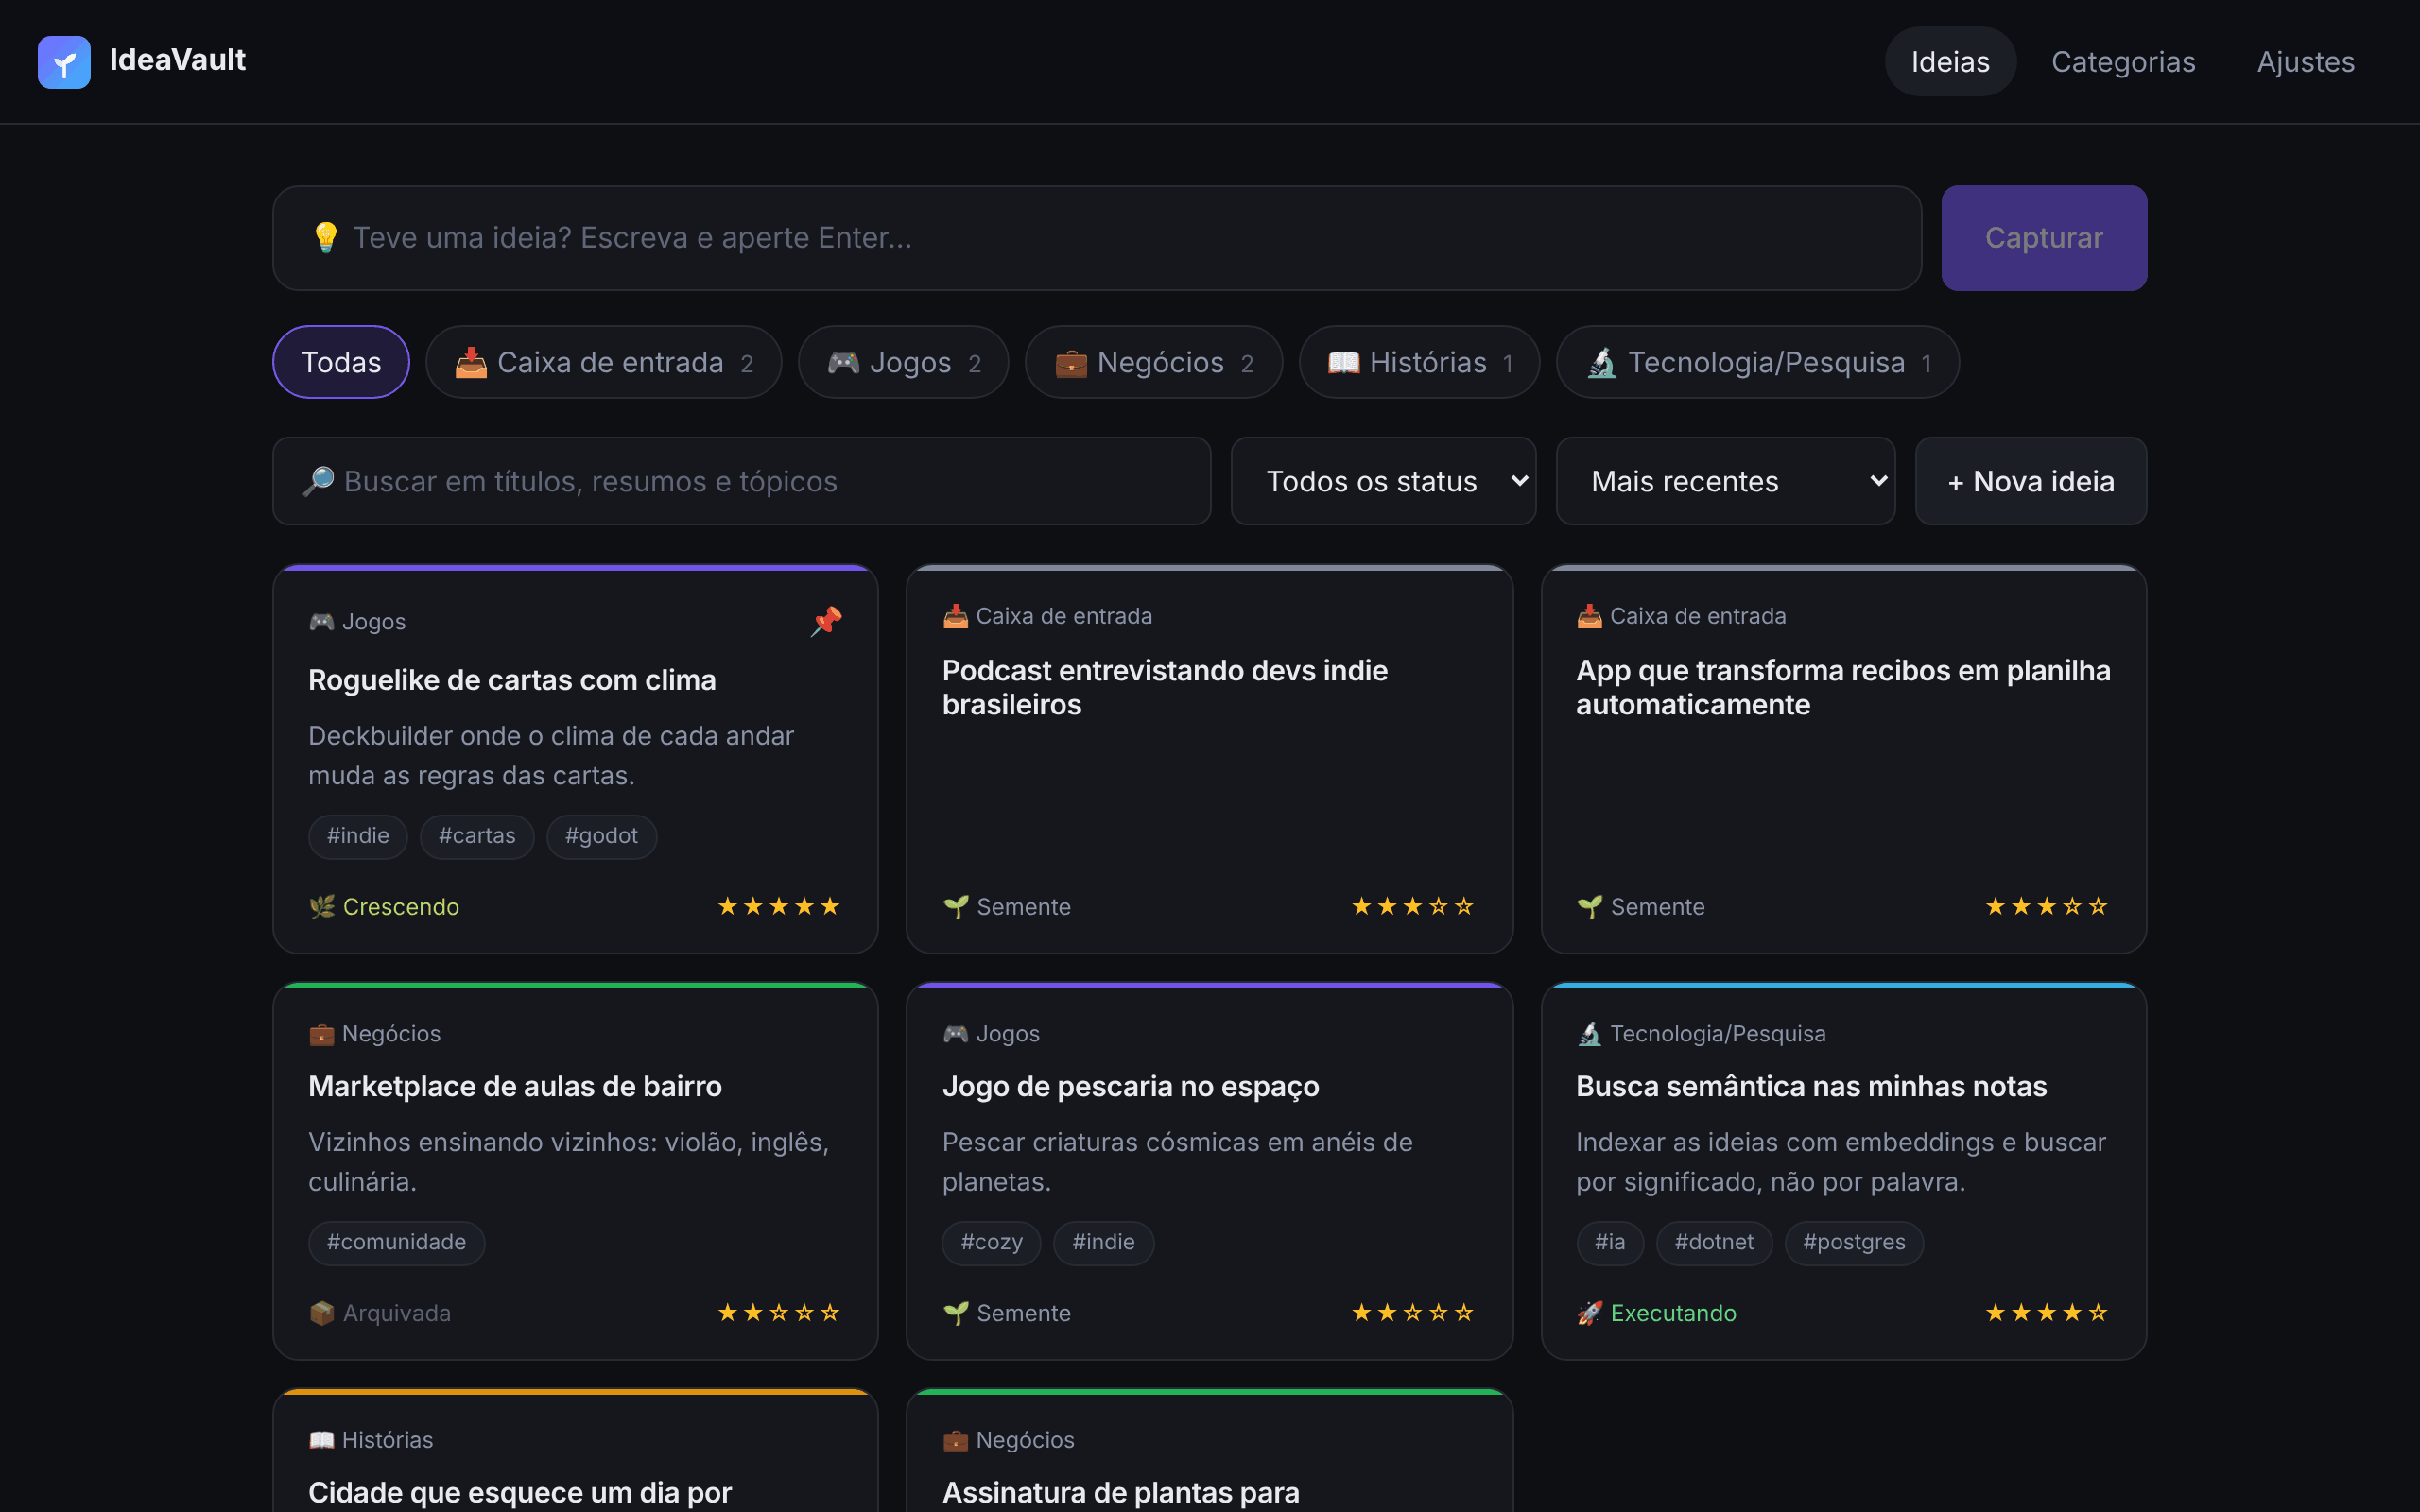 IdeaVault
Ideias
Categorias
Ajustes
Teve uma ideia? Escreva e aperte Enter...
Capturar
Todas
Caixa de entrada 2
Jogos 2
Negócios 2
Histórias 1
Tecnologia/Pesquisa 1
Buscar em títulos, resumos e tópicos
Todos os status
Mais recentes
+ Nova ideia
Jogos
Roguelike de cartas com clima
Deckbuilder onde o clima de cada andar
muda as regras das cartas.
#indie #cartas #godot
Crescendo
Caixa de entrada
Podcast entrevistando devs indie
brasileiros
Semente
Caixa de entrada
App que transforma recibos em planilha
automaticamente
Semente
Negócios
Marketplace de aulas de bairro
Vizinhos ensinando vizinhos: violão, inglês,
culinária.
#comunidade
Arquivada
Jogos
Jogo de pescaria no espaço
Pescar criaturas cósmicas em anéis de
planetas.
#cozy #indie
Semente
Tecnologia/Pesquisa
Busca semântica nas minhas notas
Indexar as ideias com embeddings e buscar
por significado, não por palavra.
#ia #dotnet #postgres
Executando
Histórias
Cidade que esquece um dia por
Negócios
Assinatura de plantas para